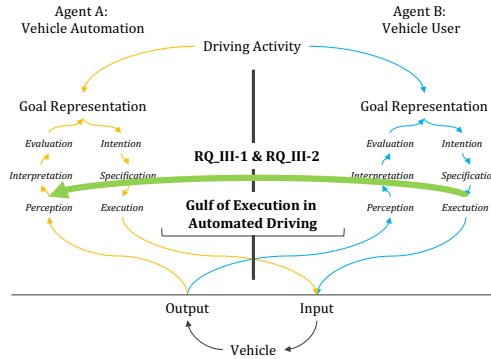 Agent A:
Vehicle Automation
Agent B:
Vehicle User
Driving Activity
Goal Representation
Goal Representation
Evaluation
Intention
Evaluation
Intention
RQ_III-1 & RQ_III-2
Interpretation
Specification
Interpretation
Specification
Perception
Execution
Gulf of Execution in
Automated Driving
Perception
Exectution
Output
Input
Vehicle